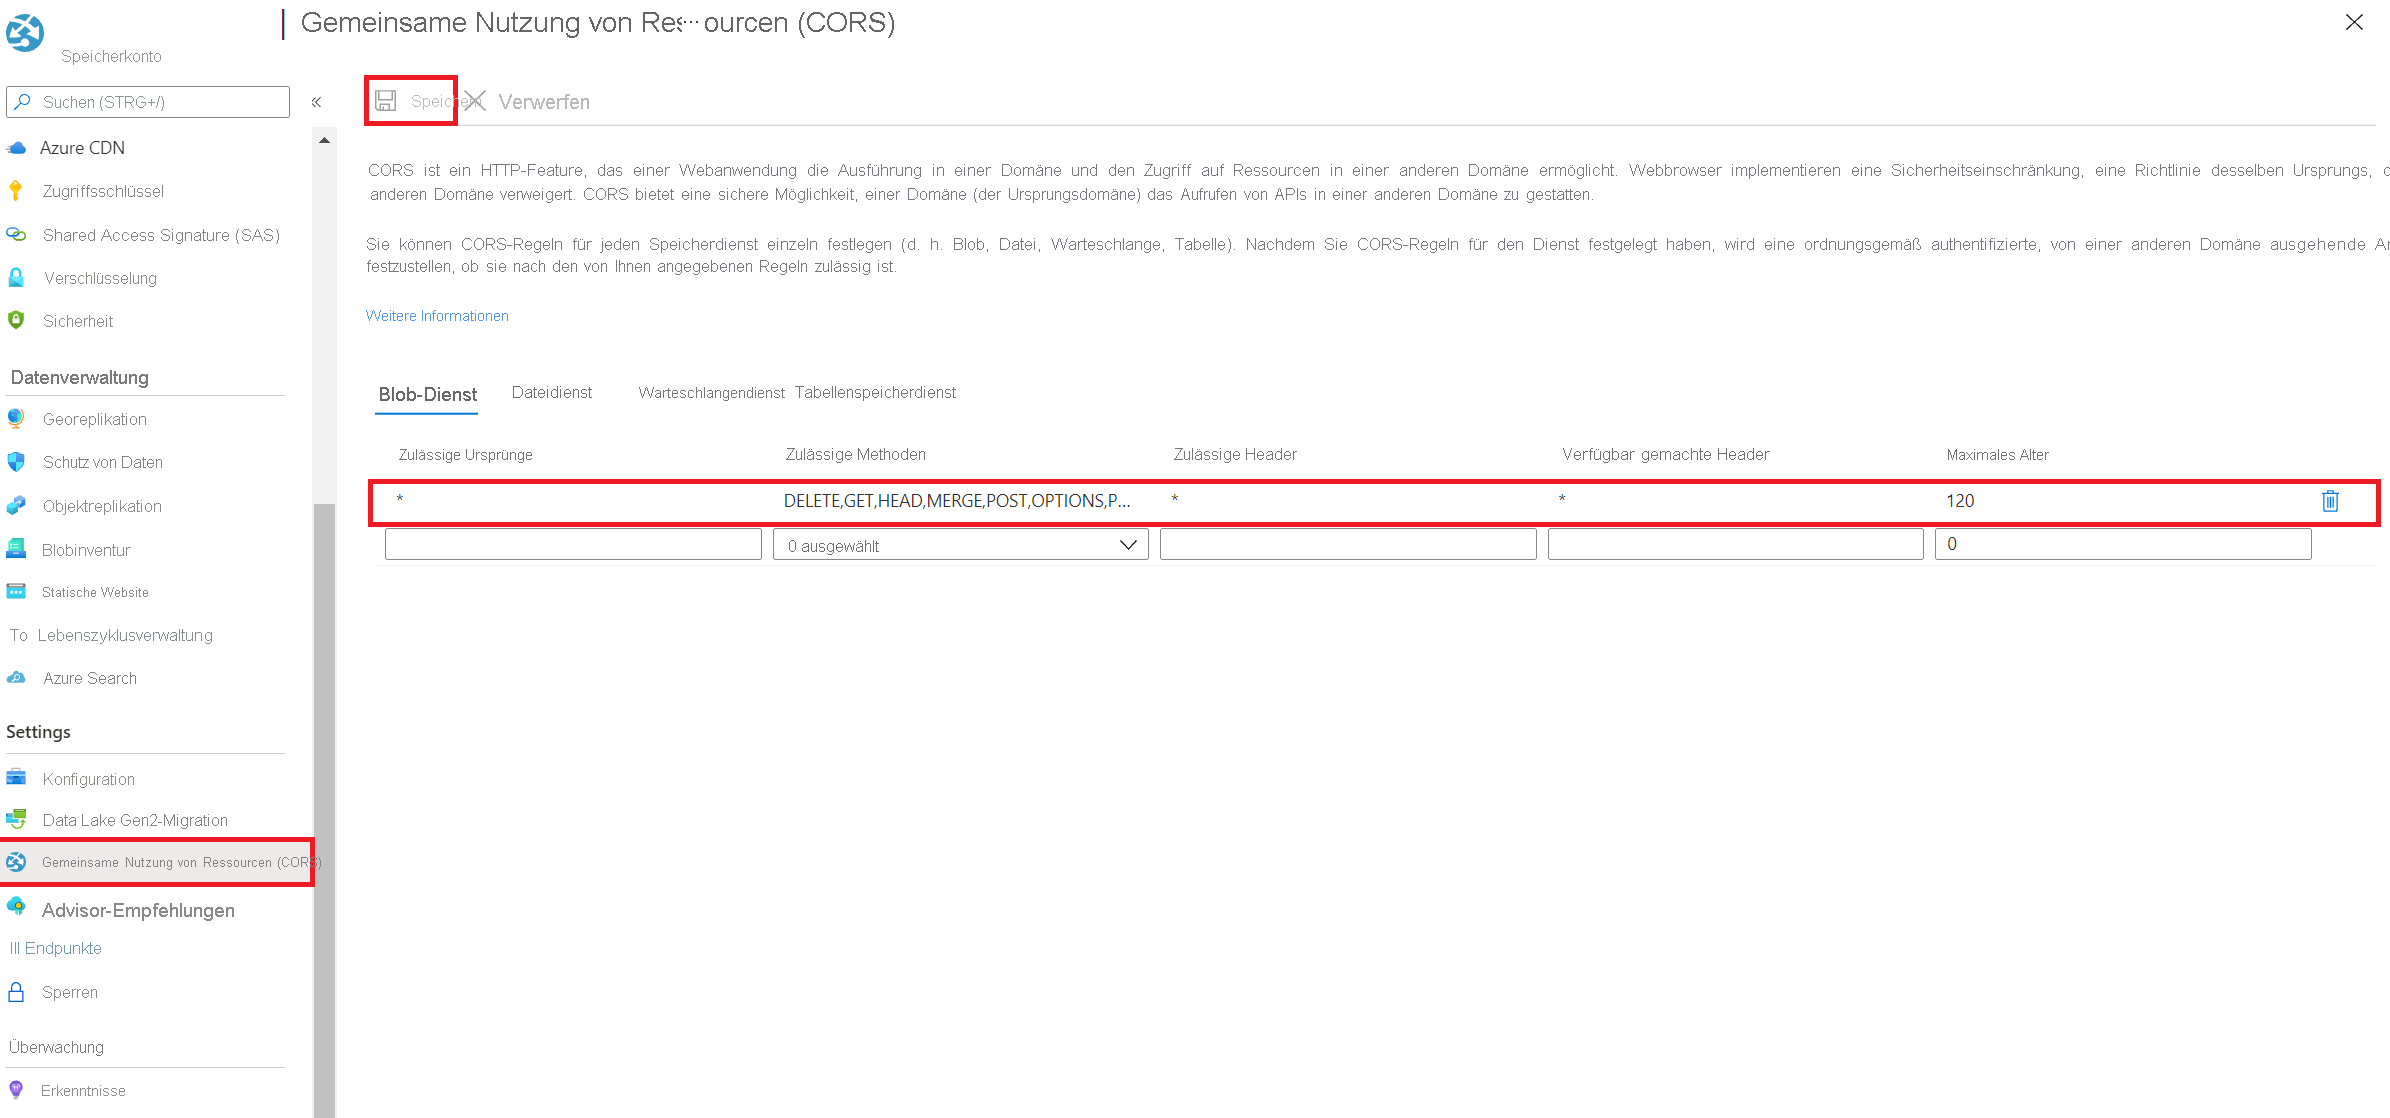 Gemeinsame Nutzung von Res···ourcen (CORS)
Speicherkonto
Suchen (STRG+/)
«
Azure CDN
Zugriffsschlüssel
Shared Access Signature (SAS)
Verschlüsselung
Sicherheit
Datenverwaltung
Georeplikation
Schutz von Daten
Objektreplikation
Blobinventur
Statische Website
To Lebenszyklusverwaltung
Azure Search
Settings
Konfiguration
Data Lake Gen2-Migration
Gemeinsame Nutzung von Ressourcen (CORS)
Advisor-Empfehlungen
III Endpunkte
Sperren
Überwachung
Erkenntnisse
Speichern Verwerfen
CORS ist ein HTTP-Feature, das einer Webanwendung die Ausführung in einer Domäne und den Zugriff auf Ressourcen in einer anderen Domäne ermöglicht. Webbrowser implementieren eine Sicherheitseinschränkung, eine Richtlinie desselben Ursprungs,
anderen Domäne verweigert. CORS bietet eine sichere Möglichkeit, einer Domäne (der Ursprungsdomäne) das Aufrufen von APIs in einer anderen Domäne zu gestatten.
Sie können CORS-Regeln für jeden Speicherdienst einzeln festlegen (d. h. Blob, Datei, Warteschlange, Tabelle). Nachdem Sie CORS-Regeln für den Dienst festgelegt haben, wird eine ordnungsgemäß authentifizierte, von einer anderen Domäne ausgehende
festzustellen, ob sie nach den von Ihnen angegebenen Regeln zulässig ist.
Weitere Informationen
Blob-Dienst Dateidienst Warteschlangendienst Tabellenspeicherdienst
Zulässige Ursprünge Zulässige Methoden Zulässige Header Verfügbar gemachte Header Maximales Alter
* DELETE,GET,HEAD,MERGE,POST,OPTIONS,P... * * 120
0 ausgewählt 0